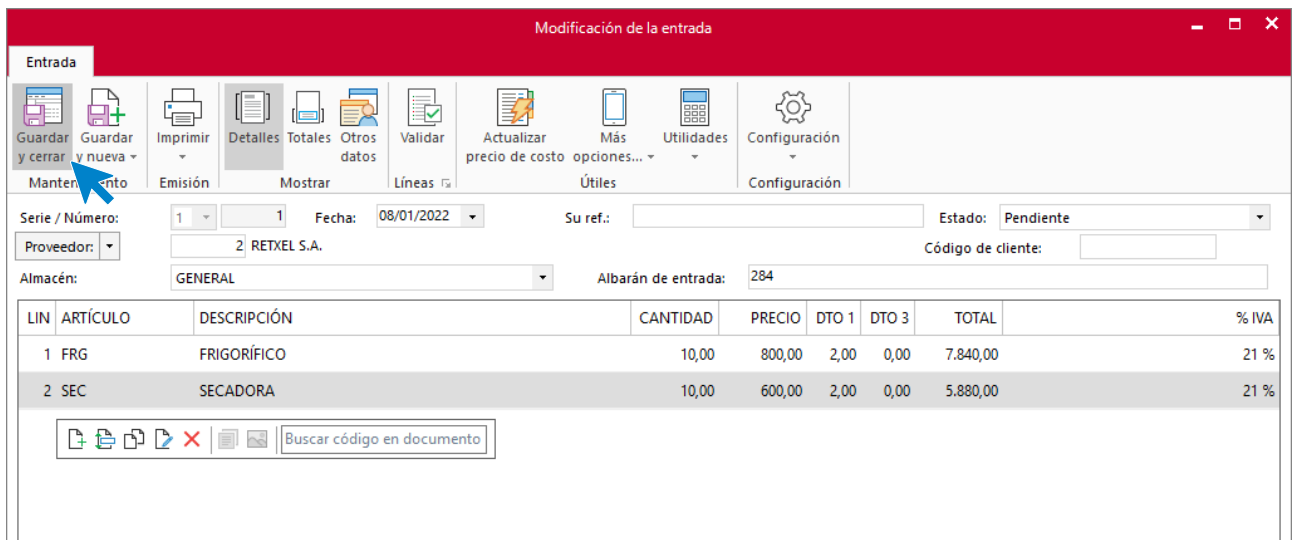 Modificación de la entrada
Entrada
Guardar y cerrar
Guardar y nueva
Imprimir
Detalles
Totales
Otros datos
Validar
Actualizar precio de costo
Más opciones...
Utilidades
Configuración
Emisión
Mostrar
Líneas
Útiles
Configuración
Serie / Número: 1 1 Fecha: 08/01/2022 Su ref.: Estado: Pendiente
Proveedor: 2 RETXEL S.A. Código de cliente:
Almacén: GENERAL Albarán de entrada: 284
LIN ARTÍCULO DESCRIPCIÓN CANTIDAD PRECIO DTO 1 DTO 3 TOTAL % IVA
1 FRG FRIGORÍFICO 10,00 800,00 2,00 0,00 7.840,00 21 %
2 SEC SECADORA 10,00 600,00 2,00 0,00 5.880,00 21 %
Buscar código en documento